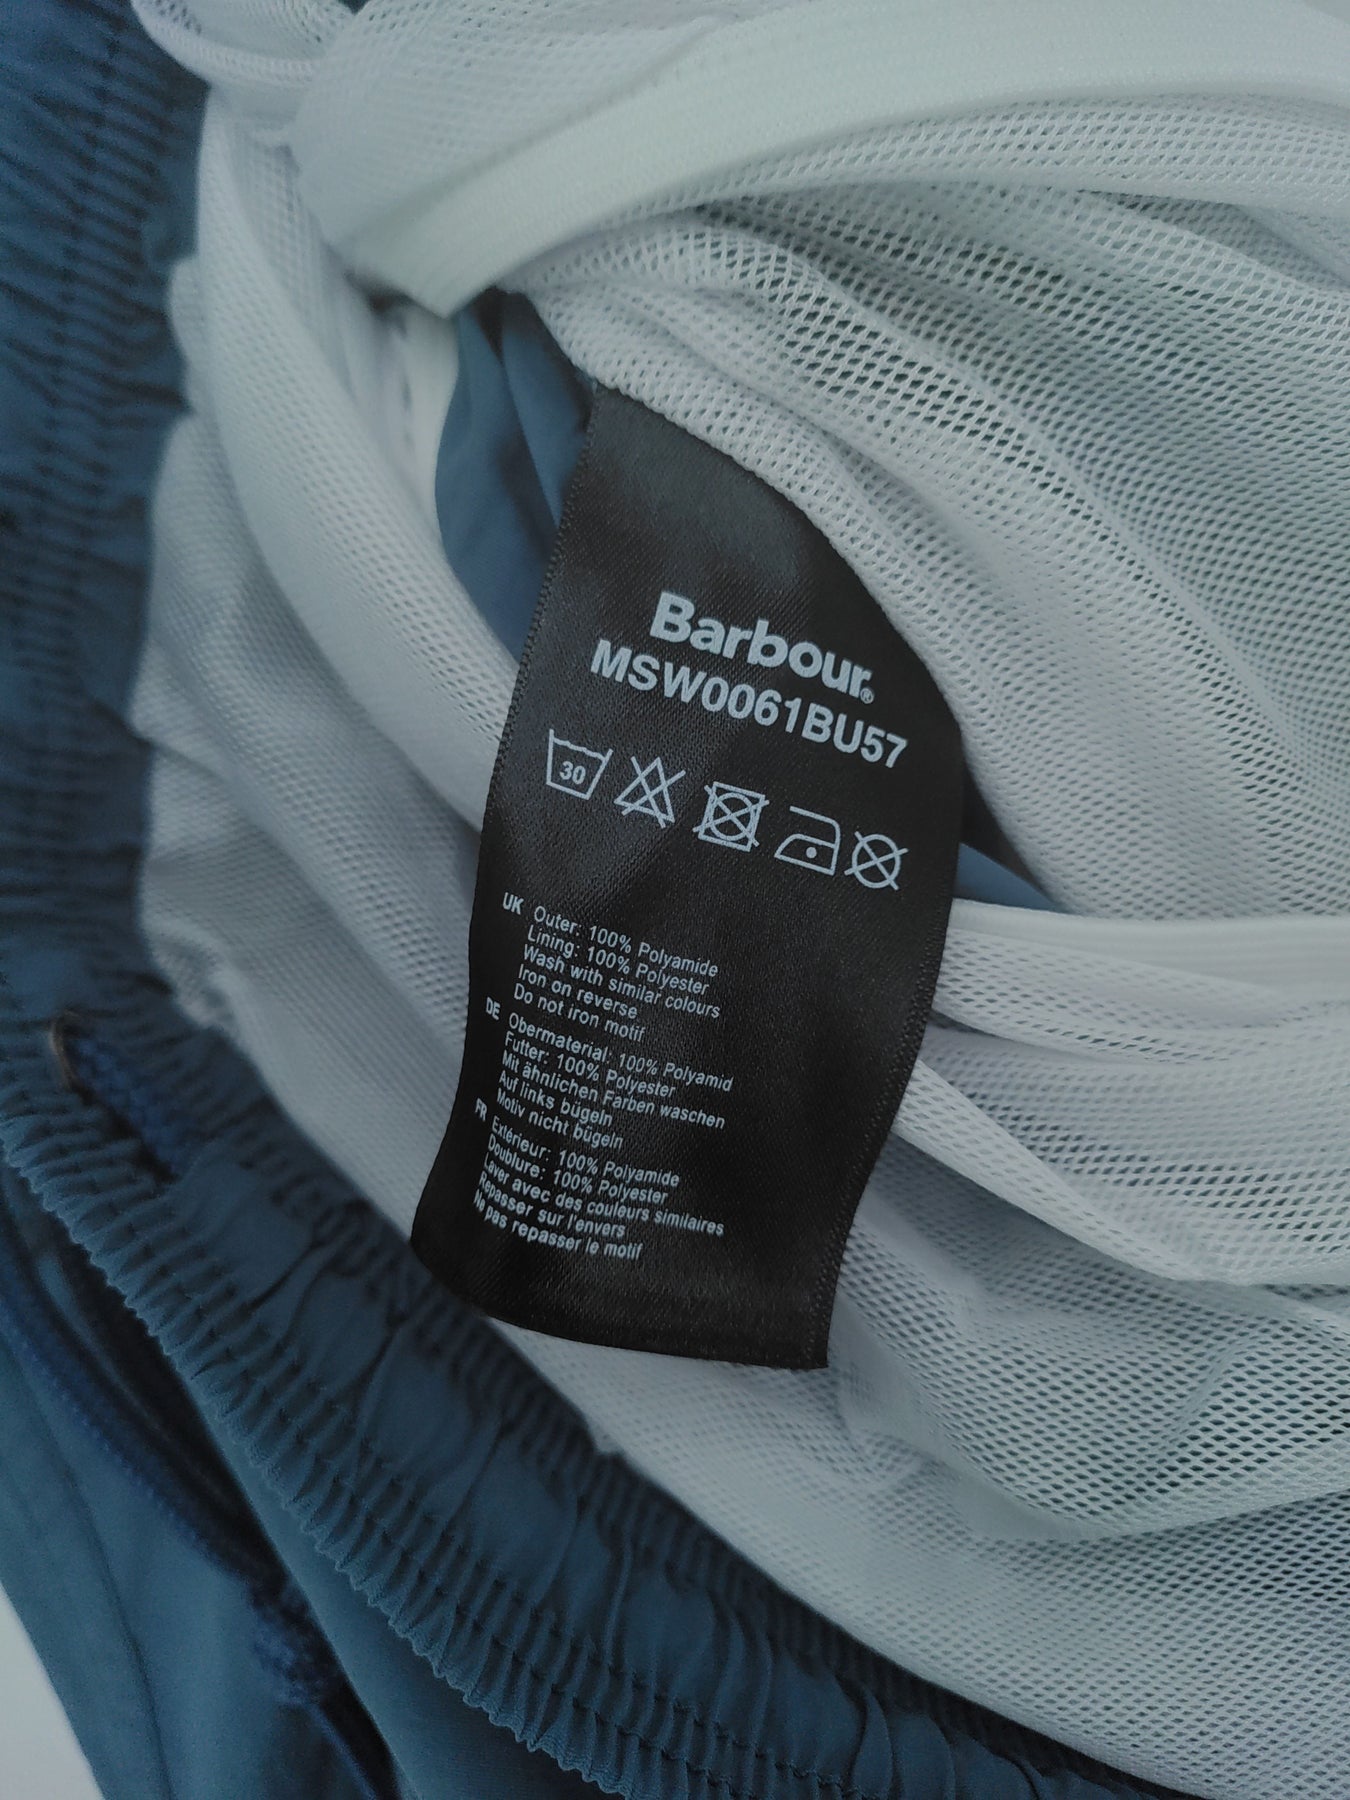 Barbour®
MSW0061BU57
30
UK Outer: 100% Polyamide
Lining: 100% Polyester
Wash with similar colours
Iron on reverse
Do not iron motif
DE Obermaterial: 100% Polyamid
Futter: 100% Polyester
Mit ähnlichen Farben waschen
Auf links bügeln
Motiv nicht bügeln
FR Extérieur: 100% Polyamide
Doublure: 100% Polyester
Laver avec des couleurs similaires
Repasser sur l'envers
Ne pas repasser le motif